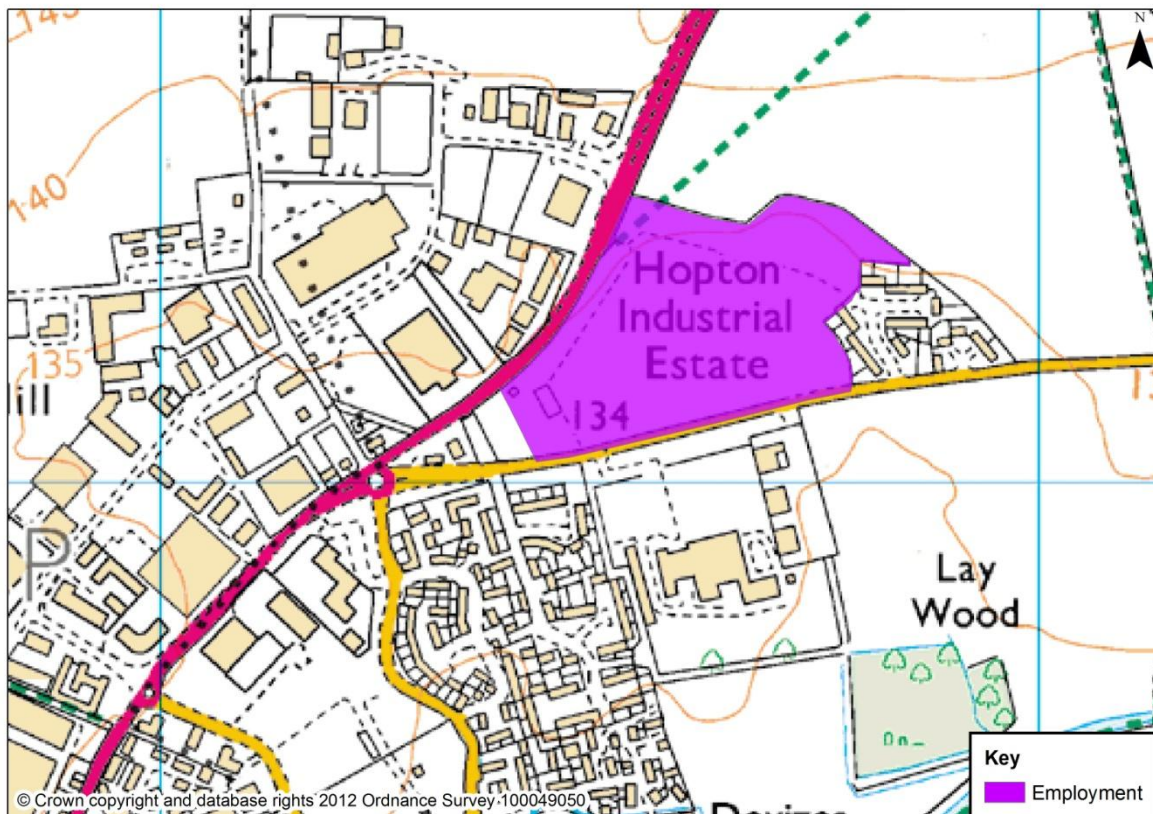 145
N
140
Hopton
Industrial
Estate
135
134
Lay
Wood
P
Key
Employment
© Crown copyright and database rights 2012 Ordnance Survey 100049050